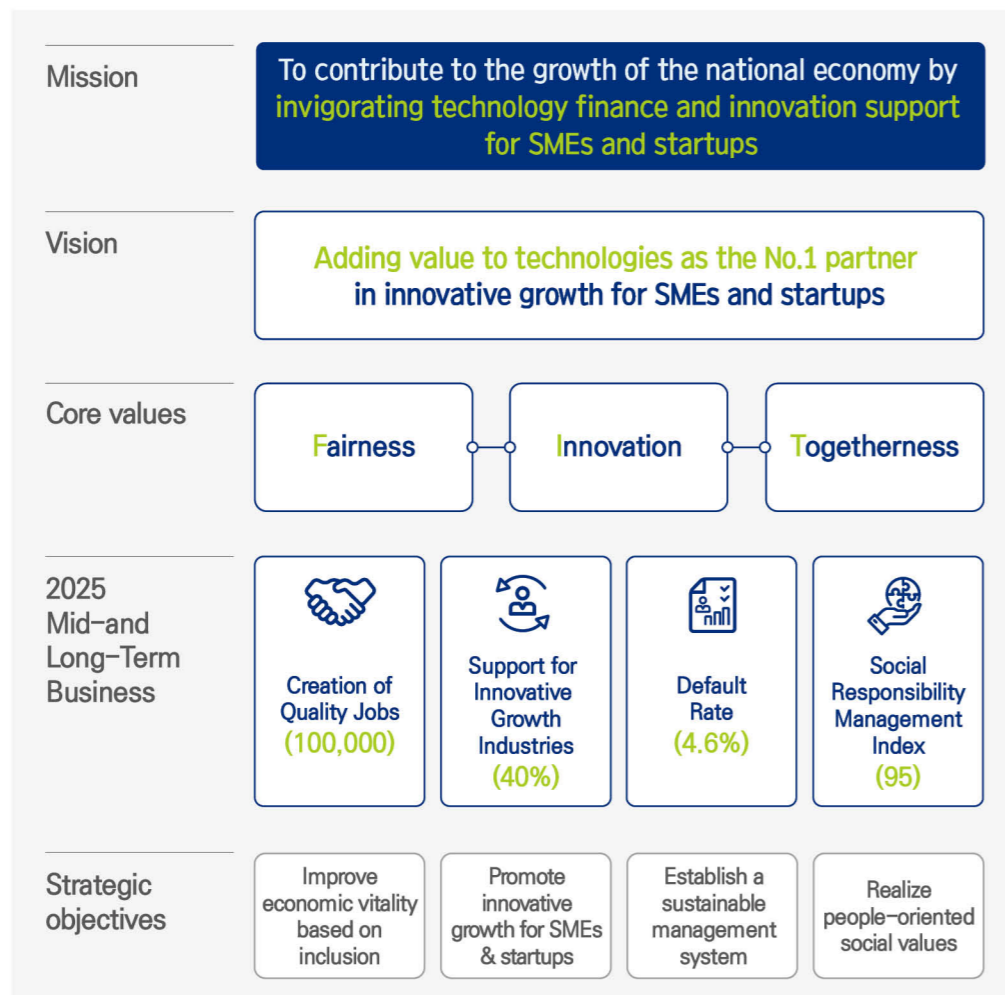 Mission
To contribute to the growth of the national economy by
invigorating technology finance and innovation support
for SMEs and startups
Vision
Adding value to technologies as the No.1 partner
in innovative growth for SMEs and startups
Core values
Fairness
Innovation
Togetherness
2025
Mid-and
Long-Term
Business
Creation of
Quality Jobs
(100,000)
Support for
Innovative
Growth
Industries
(40%)
Default
Rate
(4.6%)
Social
Responsibility
Management
Index
(95)
Strategic
objectives
Improve
economic vitality
based on
inclusion
Promote
innovative
growth for SMEs
& startups
Establish a
sustainable
management
system
Realize
people-oriented
social values